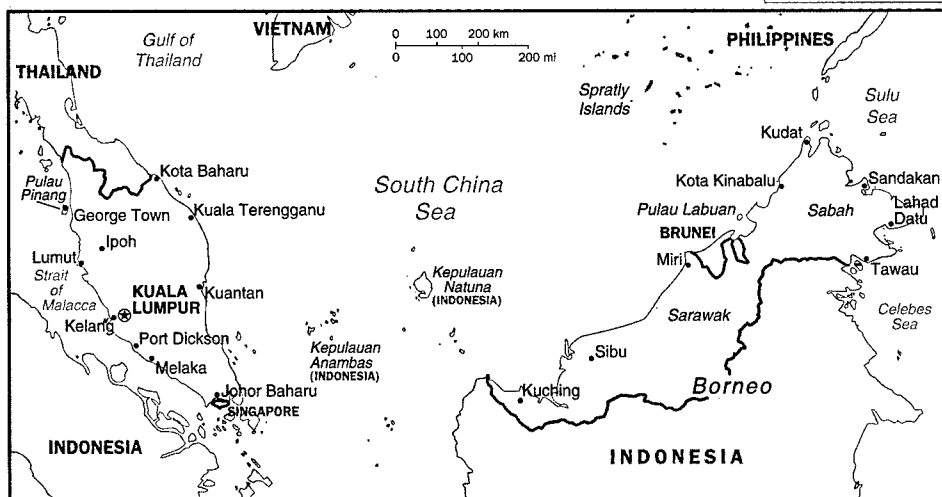 Gulf of
Thailand
VIETNAM
0 100 200 km
0 100 200 mi
PHILIPPINES
THAILAND
Spratly
Islands
Sulu
Sea
Kudat
Kota Baharu
Pulau
Pinang
South China
Sea
Kota Kinabalu
Sandakan
George Town
Kuala Terengganu
Pulau Labuan
Sabah
Lahad
Datu
BRUNEI
Ipoh
Lumut
Miri
Tawau
Strait
of
Malacca
KUALA
LUMPUR
Kuantan
Kepulauan
Natuna
(INDONESIA)
Sarawak
Celebes
Sea
Kelang
Port Dickson
Melaka
Kepulauan
Anambas
(INDONESIA)
Sibu
Johor Baharu
SINGAPORE
Kuching
Borneo
INDONESIA
INDONESIA